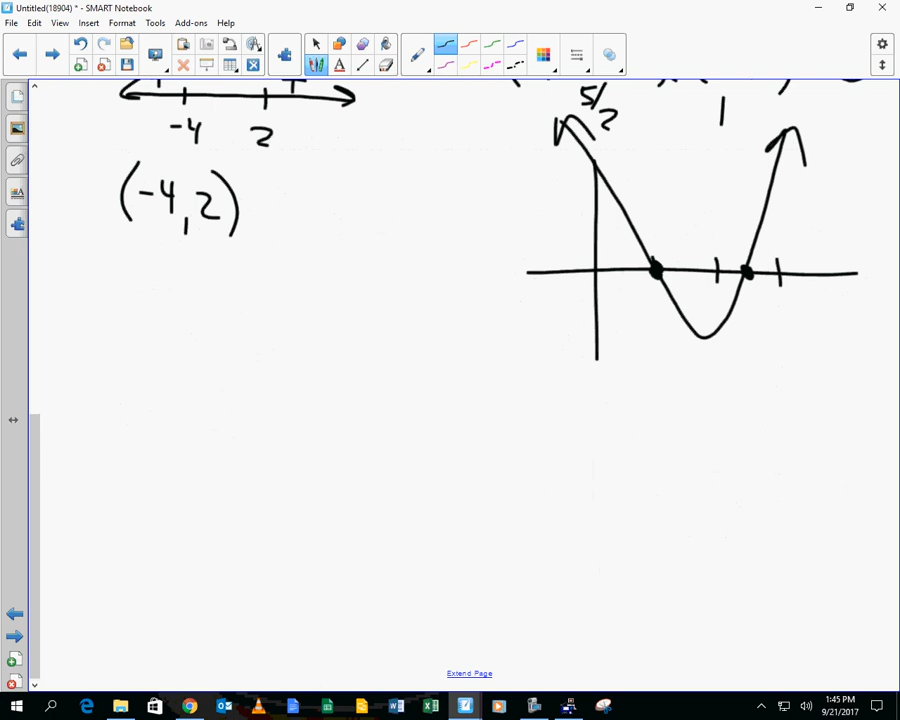 Untitled(18904) * - SMART Notebook
File Edit View Insert Format Tools Add-ons Help
-4 2
(-4, 2)
5/2
1
Extend Page
1:45 PM
9/21/2017